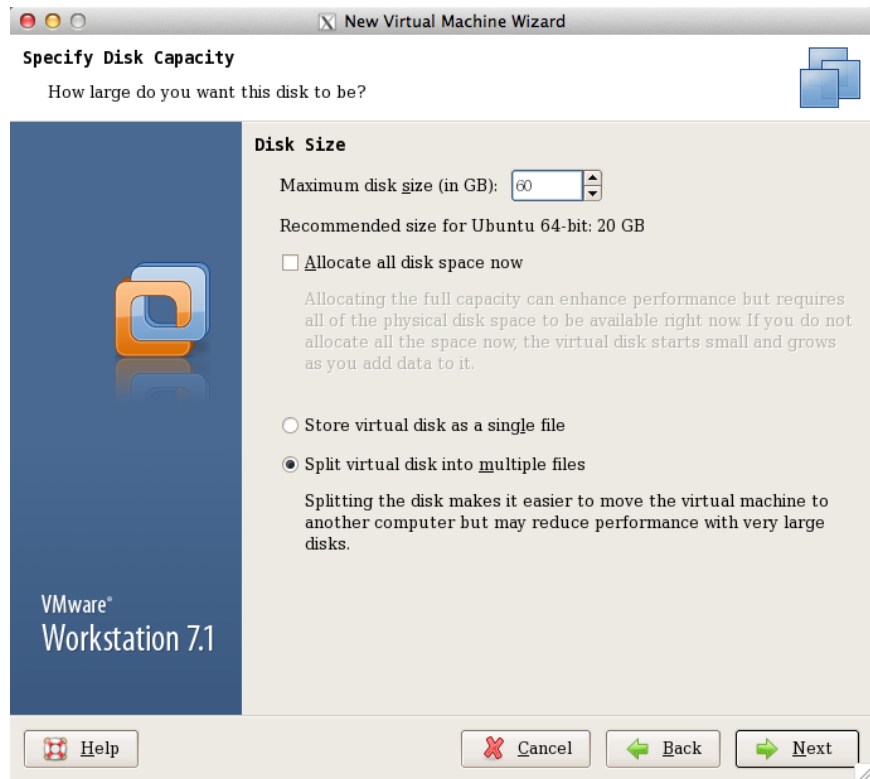 New Virtual Machine Wizard
Specify Disk Capacity
How large do you want this disk to be?
Disk Size
Maximum disk size (in GB): 60
Recommended size for Ubuntu 64-bit: 20 GB
Allocate all disk space now
Allocating the full capacity can enhance performance but requires
all of the physical disk space to be available right now. If you do not
allocate all the space now, the virtual disk starts small and grows
as you add data to it.
Store virtual disk as a single file
Split virtual disk into multiple files
Splitting the disk makes it easier to move the virtual machine to
another computer but may reduce performance with very large
disks.
VMware®
Workstation 7.1
Help
Cancel
Back
Next